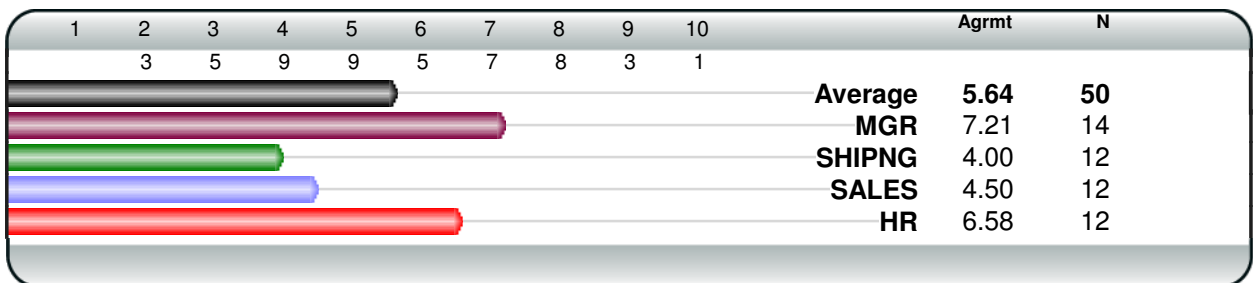 1 2 3 4 5 6 7 8 9 10 Agrmt N
3 5 9 9 5 7 8 3 1
Average 5.64 50
MGR 7.21 14
SHIPNG 4.00 12
SALES 4.50 12
HR 6.58 12